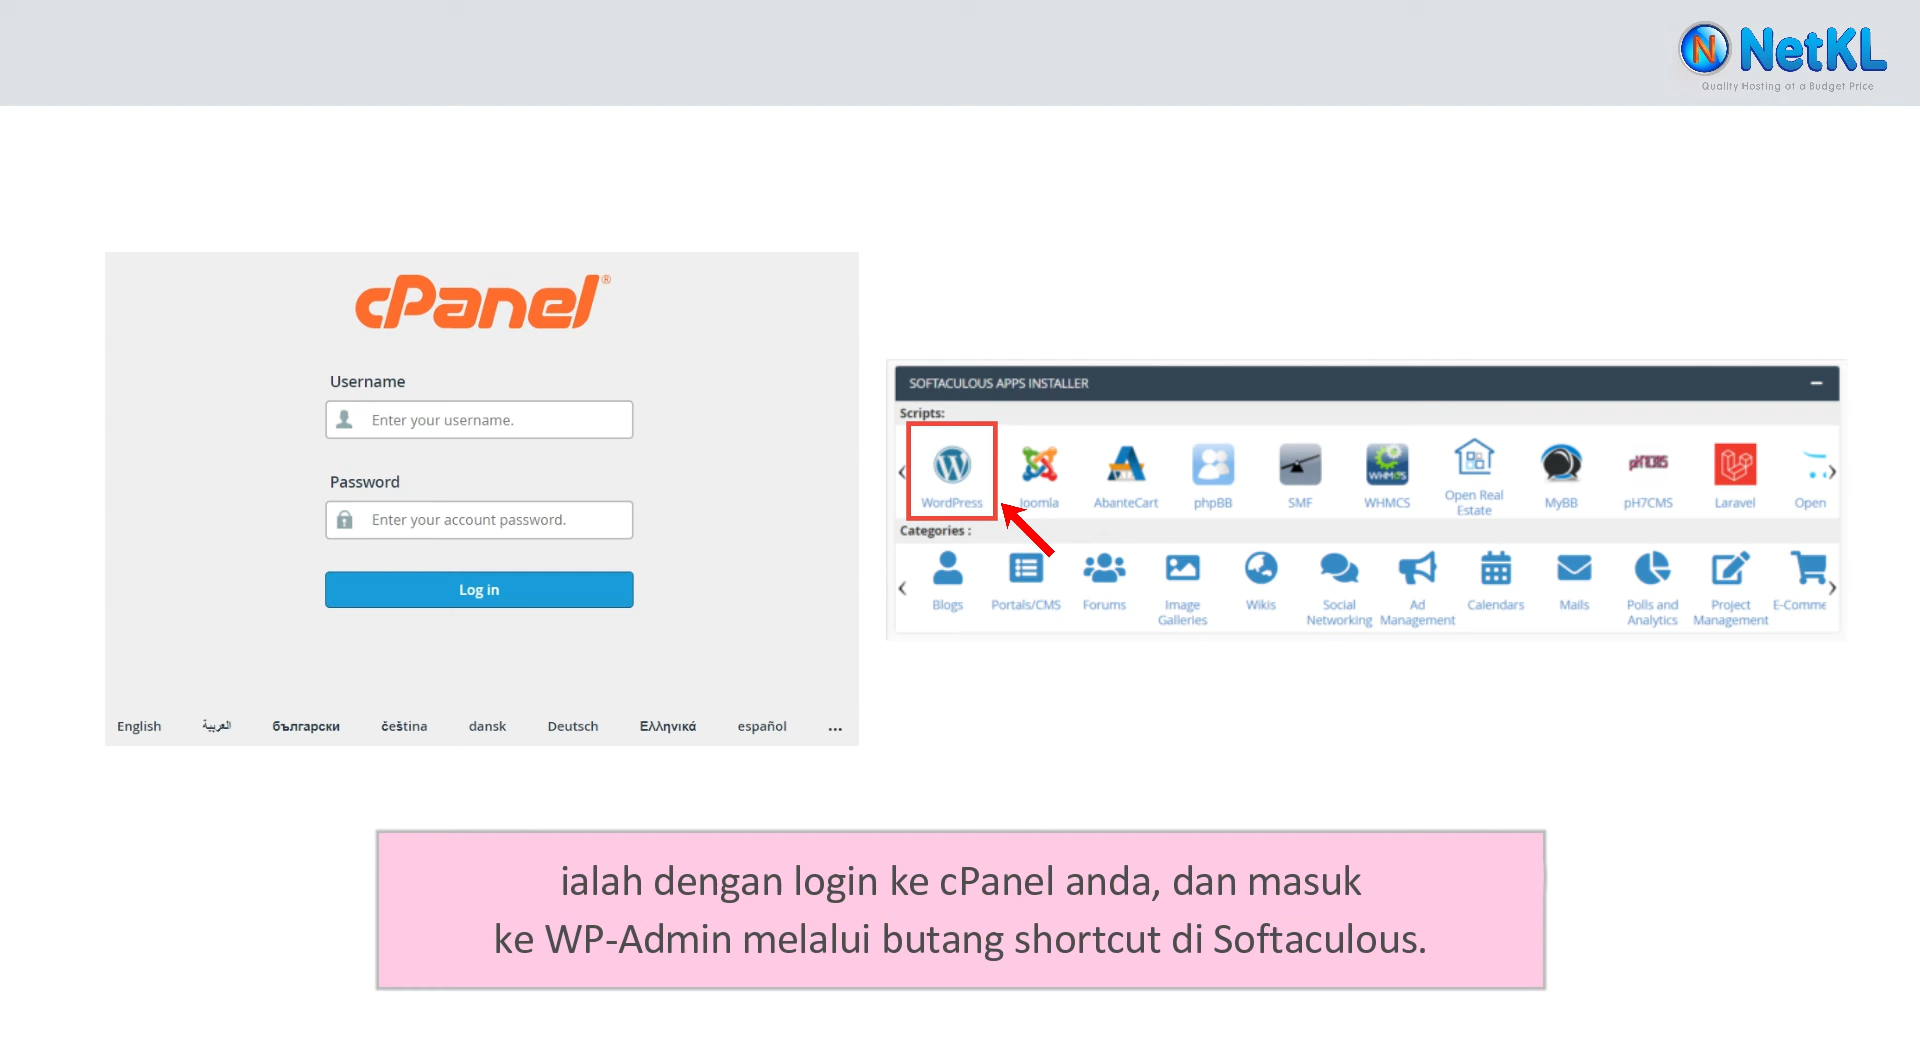 NetKL
Quality Hosting at a Budget Price
cPanel®
Username
Enter your username.
Password
Enter your account password.
Log in
English العربية български čeština dansk Deutsch Ελληνικά español ...
SOFTACULOUS APPS INSTALLER
Scripts:
WordPress Joomla AbanteCart phpBB SMF WHMCS Open Real Estate MyBB pH7CMS Laravel Open
Categories :
Blogs Portals/CMS Forums Image Galleries Wikis Social Networking Ad Management Calendars Mails Polls and Analytics Project Management E-Comme
ialah dengan login ke cPanel anda, dan masuk
ke WP-Admin melalui butang shortcut di Softaculous.